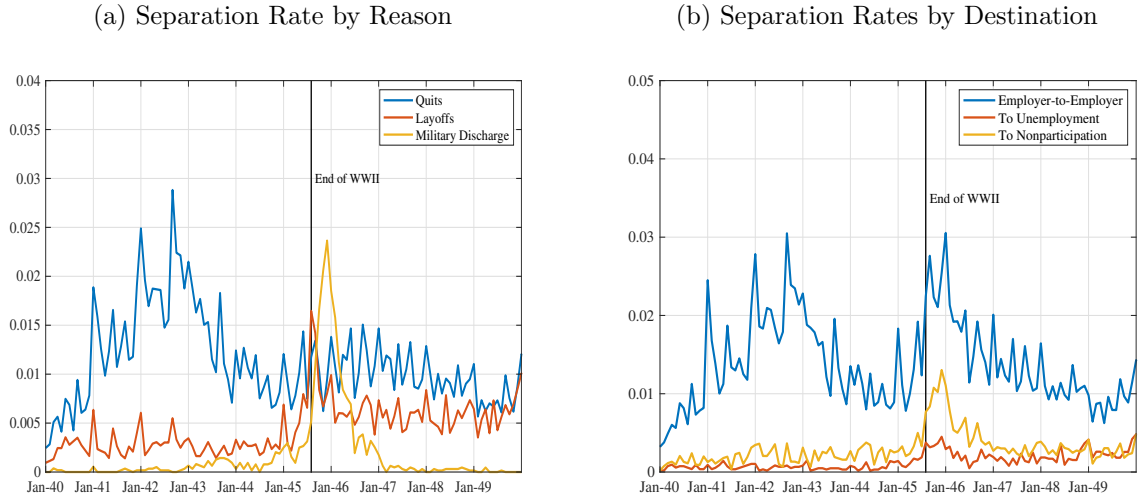 (a) Separation Rate by Reason
0.04
0.035
0.03
0.025
0.02
0.015
0.01
0.005
0
Quits
Layoffs
Military Discharge
End of WWII
Jan-40 Jan-41 Jan-42 Jan-43 Jan-44 Jan-45 Jan-46 Jan-47 Jan-48 Jan-49
(b) Separation Rates by Destination
0.05
0.04
0.03
0.02
0.01
0
Employer-to-Employer
To Unemployment
To Nonparticipation
End of WWII
Jan-40 Jan-41 Jan-42 Jan-43 Jan-44 Jan-45 Jan-46 Jan-47 Jan-48 Jan-49